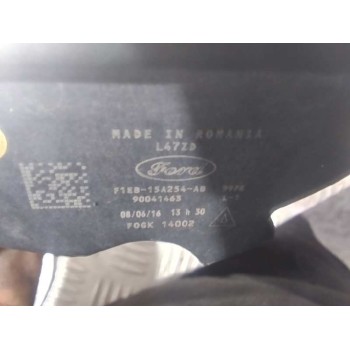 MADE IN ROMANIA
L47ZD
Ford
F1EB-15A254-AB
90041463
08/06/16 13 h 30
FOGK 14002